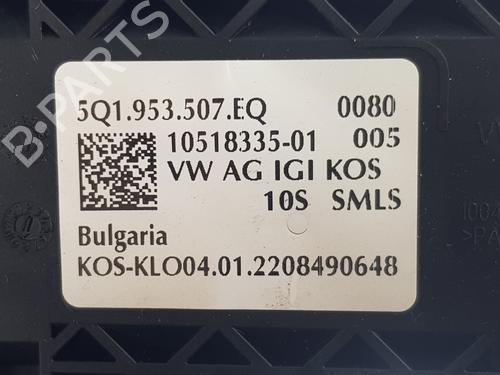 B-PARTS
5Q1.953.507.EQ 0080
10518335-01 005
VW AG IGI KOS
10S SMLS
Bulgaria
KOS-KLO04.01.2208490648